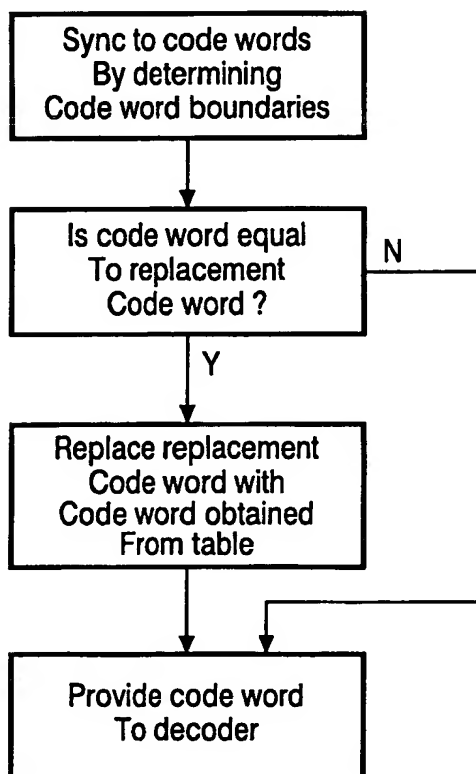 Sync to code words
By determining
Code word boundaries
Is code word equal
To replacement
Code word ?
N
Y
Replace replacement
Code word with
Code word obtained
From table
Provide code word
To decoder